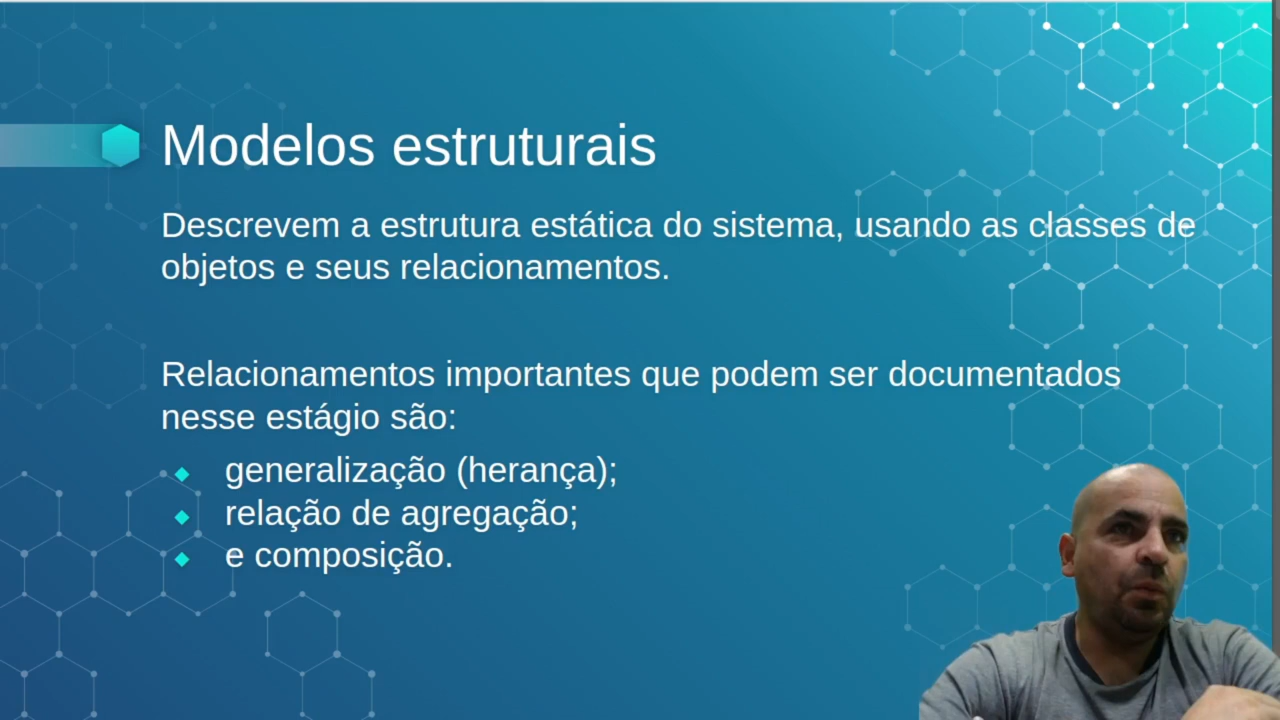 Modelos estruturais
Descrevem a estrutura estática do sistema, usando as classes de
objetos e seus relacionamentos.
Relacionamentos importantes que podem ser documentados
nesse estágio são:
generalização (herança);
relação de agregação;
e composição.